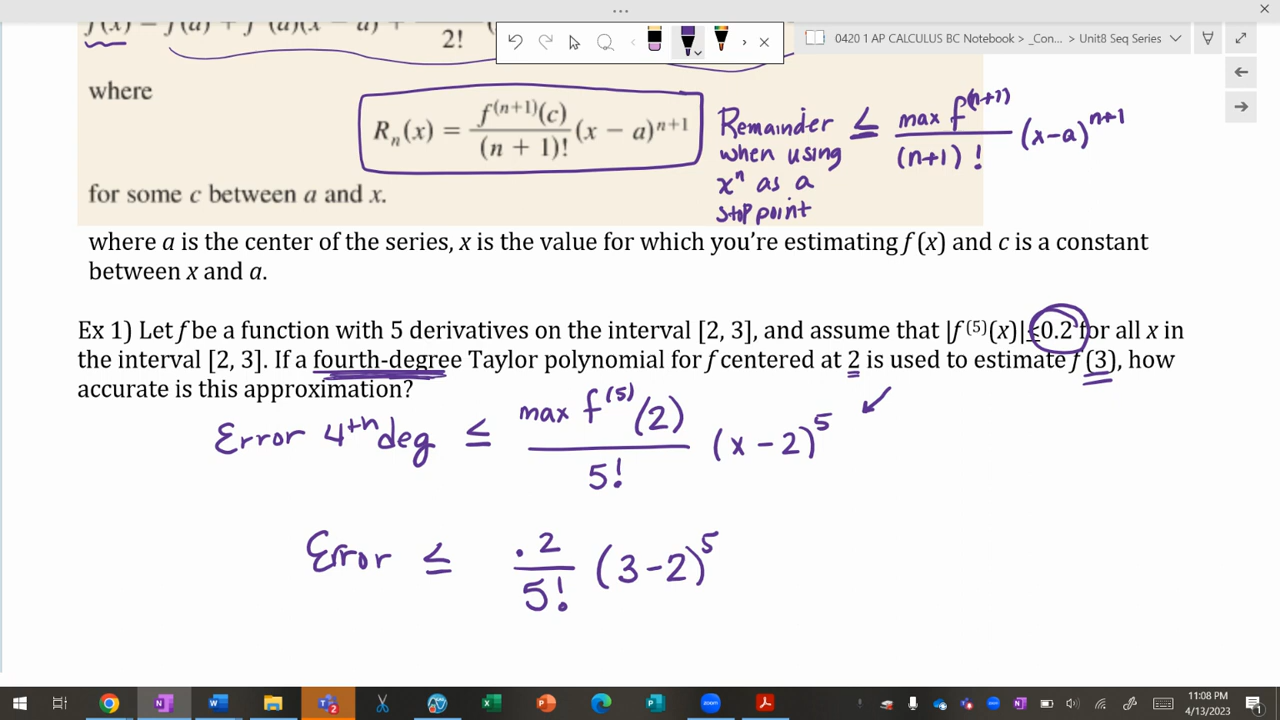 f(x) = f(a) + f'(a)(x − a) +
2!
0420 1 AP CALCULUS BC Notebook > _Con... > Unit8 Seq Series
where
Rₙ(x) = f⁽ⁿ⁺¹⁾(c) / (n + 1)! (x − a)ⁿ⁺¹
Remainder ≤ max f⁽ⁿ⁺¹⁾ / (n+1)! (x−a)ⁿ⁺¹
when using
xⁿ as a
stop point
for some c between a and x.
where a is the center of the series, x is the value for which you're estimating f (x) and c is a constant
between x and a.
Ex 1) Let f be a function with 5 derivatives on the interval [2, 3], and assume that |f ⁽⁵⁾(x)| ≤0.2 for all x in
the interval [2, 3]. If a fourth-degree Taylor polynomial for f centered at 2 is used to estimate f (3), how
accurate is this approximation?
Error 4ᵗʰ deg ≤ max f⁽⁵⁾(2) / 5! (x − 2)⁵
Error ≤ .2 / 5! (3 − 2)⁵
11:08 PM
4/13/2023